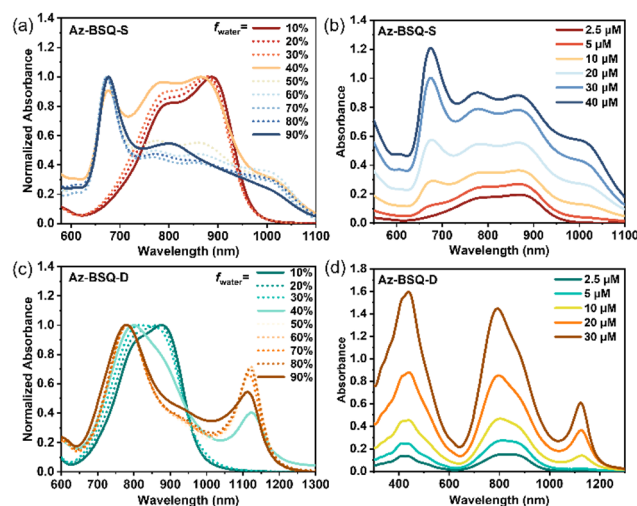 (a)
Az-BSQ-S
f water=
10%
20%
30%
40%
50%
60%
70%
80%
90%
Normalized Absorbance
1.4
1.2
1.0
0.8
0.6
0.4
0.2
0.0
600 700 800 900 1000 1100
Wavelength (nm)
(b)
Az-BSQ-S
2.5 µM
5 µM
10 µM
20 µM
30 µM
40 µM
Absorbance
1.4
1.2
1.0
0.8
0.6
0.4
0.2
0.0
600 700 800 900 1000 1100
Wavelength (nm)
(c)
Az-BSQ-D
f water=
10%
20%
30%
40%
50%
60%
70%
80%
90%
Normalized Absorbance
1.4
1.2
1.0
0.8
0.6
0.4
0.2
0.0
600 700 800 900 1000 1100 1200 1300
Wavelength (nm)
(d)
Az-BSQ-D
2.5 µM
5 µM
10 µM
20 µM
30 µM
Absorbance
1.8
1.6
1.4
1.2
1.0
0.8
0.6
0.4
0.2
0.0
400 600 800 1000 1200
Wavelength (nm)